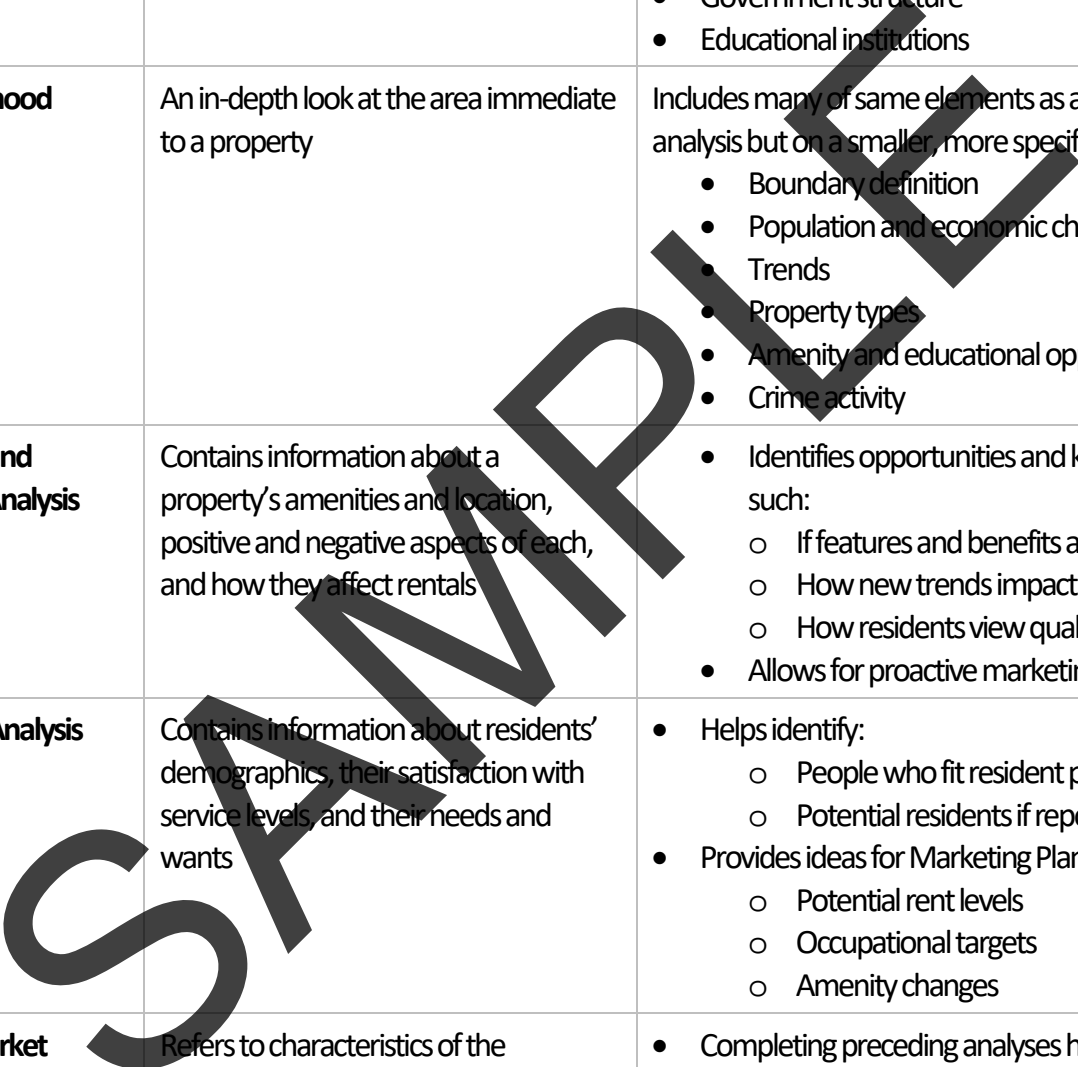 • Government structure
• Educational institutions
hood
An in-depth look at the area immediate
to a property
Includes many of same elements as a
analysis but on a smaller, more specif
• Boundary definition
• Population and economic ch
• Trends
• Property types
• Amenity and educational op
• Crime activity
nd
Analysis
Contains information about a
property’s amenities and location,
positive and negative aspects of each,
and how they affect rentals
• Identifies opportunities and k
such:
o If features and benefits a
o How new trends impact
o How residents view qual
• Allows for proactive marketin
Analysis
Contains information about residents’
demographics, their satisfaction with
service levels, and their needs and
wants
• Helps identify:
o People who fit resident p
o Potential residents if repo
• Provides ideas for Marketing Plan
o Potential rent levels
o Occupational targets
o Amenity changes
rket
Refers to characteristics of the
• Completing preceding analyses h
SAMPLE